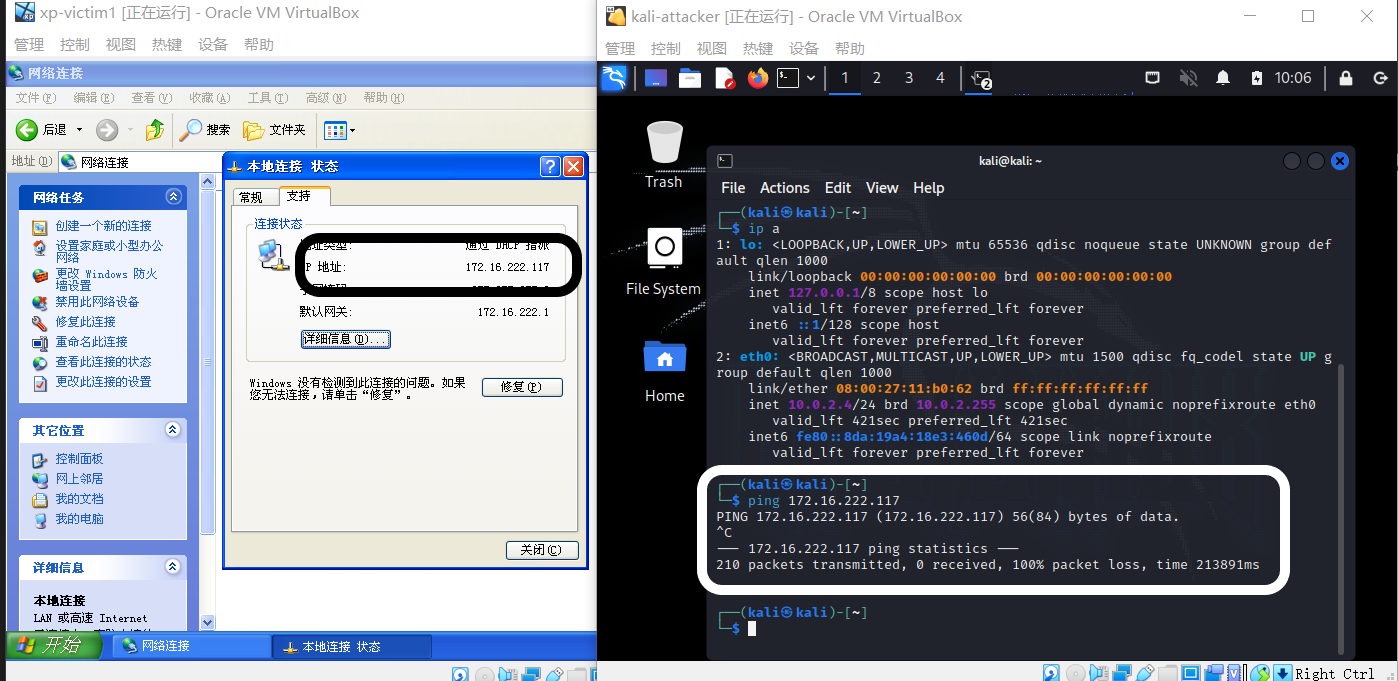 xp-victim1 [正在运行] - Oracle VM VirtualBox
管理 控制 视图 热键 设备 帮助
网络连接
文件(F) 编辑(E) 查看(V) 收藏(A) 工具(T) 高级(N) 帮助(H)
后退 搜索 文件夹
地址(D) 网络连接
网络任务
创建一个新的连接
设置家庭或小型办公
网络
更改 Windows 防火
墙设置
禁用此网络设备
修复此连接
重命名此连接
查看此连接的状态
更改此连接的设置
其它位置
控制面板
网上邻居
我的文档
我的电脑
详细信息
本地连接
LAN 或高速 Internet
本地连接 状态
常规 支持
连接状态
地址类型: 通过 DHCP 指派
IP 地址: 172.16.222.117
默认网关: 172.16.222.1
详细信息(D)...
Windows 没有检测到此连接的问题。如果
您无法连接，请单击“修复”。
修复(P)
关闭(C)
开始 网络连接 本地连接 状态
kali-attacker [正在运行] - Oracle VM VirtualBox
管理 控制 视图 热键 设备 帮助
1 2 3 4 2 10:06
Trash
File System
Home
kali@kali: ~
File Actions Edit View Help
┌──(kali㉿kali)-[~]
└─$ ip a
1: lo: <LOOPBACK,UP,LOWER_UP> mtu 65536 qdisc noqueue state UNKNOWN group def
ault qlen 1000
link/loopback 00:00:00:00:00:00 brd 00:00:00:00:00:00
inet 127.0.0.1/8 scope host lo
valid_lft forever preferred_lft forever
inet6 ::1/128 scope host
valid_lft forever preferred_lft forever
2: eth0: <BROADCAST,MULTICAST,UP,LOWER_UP> mtu 1500 qdisc fq_codel state UP g
roup default qlen 1000
link/ether 08:00:27:11:b0:62 brd ff:ff:ff:ff:ff:ff
inet 10.0.2.4/24 brd 10.0.2.255 scope global dynamic noprefixroute eth0
valid_lft 421sec preferred_lft 421sec
inet6 fe80::8da:19a4:18e3:460d/64 scope link noprefixroute
valid_lft forever preferred_lft forever
┌──(kali㉿kali)-[~]
└─$ ping 172.16.222.117
PING 172.16.222.117 (172.16.222.117) 56(84) bytes of data.
^C
--- 172.16.222.117 ping statistics ---
210 packets transmitted, 0 received, 100% packet loss, time 213891ms
┌──(kali㉿kali)-[~]
└─$
Right Ctrl